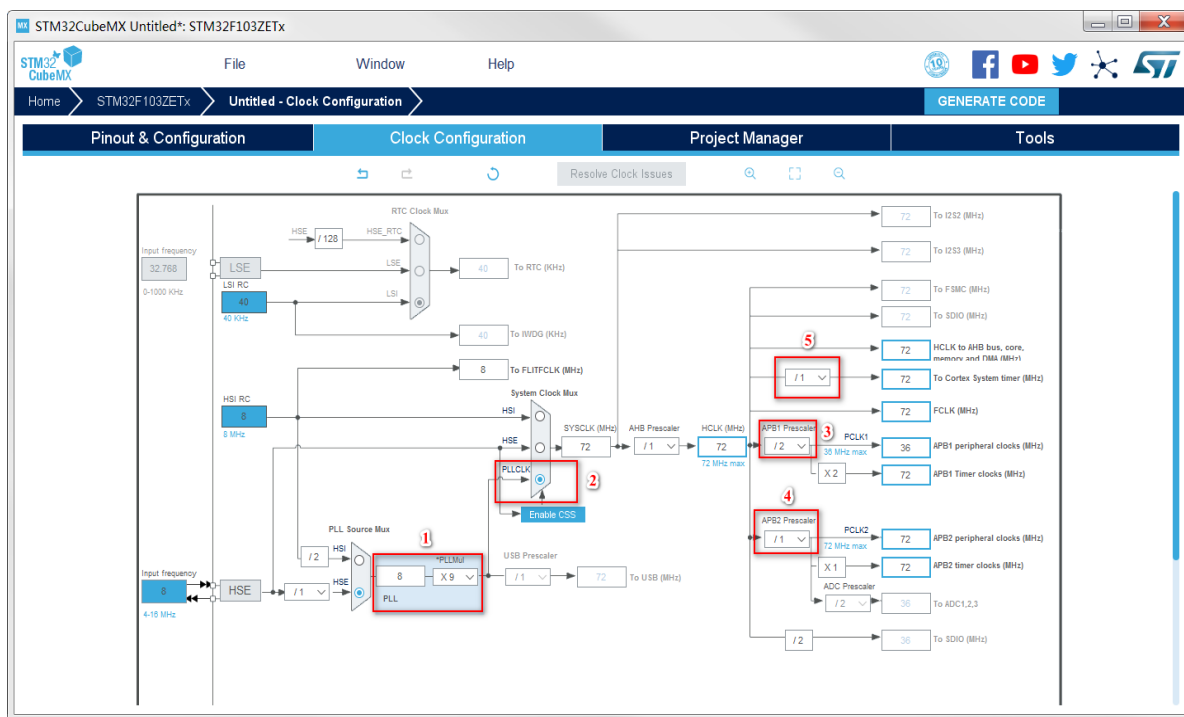 MX STM32CubeMX Untitled*: STM32F103ZETx
STM32
CubeMX
File
Window
Help
10
Home
STM32F103ZETx
Untitled - Clock Configuration
GENERATE CODE
Pinout & Configuration
Clock Configuration
Project Manager
Tools
Resolve Clock Issues
RTC Clock Mux
HSE
/ 128
HSE_RTC
72
To I2S2 (MHz)
Input frequency
32.768
0-1000 KHz
LSE
LSE
40
To RTC (KHz)
72
To I2S3 (MHz)
LSI RC
40
40 KHz
LSI
72
To FSMC (MHz)
72
To SDIO (MHz)
40
To IWDG (KHz)
5
72
HCLK to AHB bus, core,
memory and DMA (MHz)
8
To FLITFCLK (MHz)
/ 1
72
To Cortex System timer (MHz)
System Clock Mux
HSI RC
8
8 MHz
HSI
72
FCLK (MHz)
HSE
SYSCLK (MHz)
72
AHB Prescaler
/ 1
HCLK (MHz)
72
72 MHz max
APB1 Prescaler
/ 2
3
PCLK1
36 MHz max
36
APB1 peripheral clocks (MHz)
PLLCLK
2
X 2
72
APB1 Timer clocks (MHz)
4
Enable CSS
APB2 Prescaler
/ 1
PCLK2
72 MHz max
72
APB2 peripheral clocks (MHz)
PLL Source Mux
1
/ 2
HSI
*PLLMul
8
X 9
PLL
USB Prescaler
/ 1
72
To USB (MHz)
X 1
72
APB2 timer clocks (MHz)
Input frequency
8
4-16 MHz
HSE
/ 1
HSE
ADC Prescaler
/ 2
36
To ADC1,2,3
/ 2
36
To SDIO (MHz)